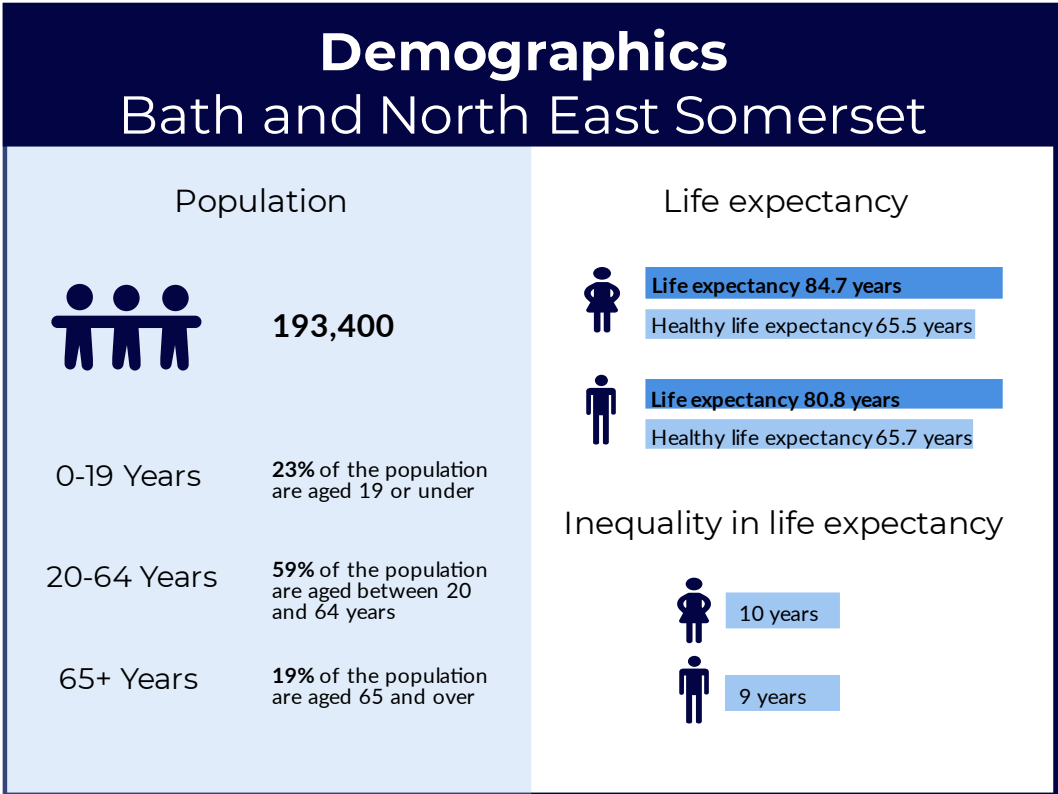 Demographics
Bath and North East Somerset
Population
193,400
0-19 Years
23% of the population
are aged 19 or under
20-64 Years
59% of the population
are aged between 20
and 64 years
65+ Years
19% of the population
are aged 65 and over
Life expectancy
Life expectancy 84.7 years
Healthy life expectancy 65.5 years
Life expectancy 80.8 years
Healthy life expectancy 65.7 years
Inequality in life expectancy
10 years
9 years